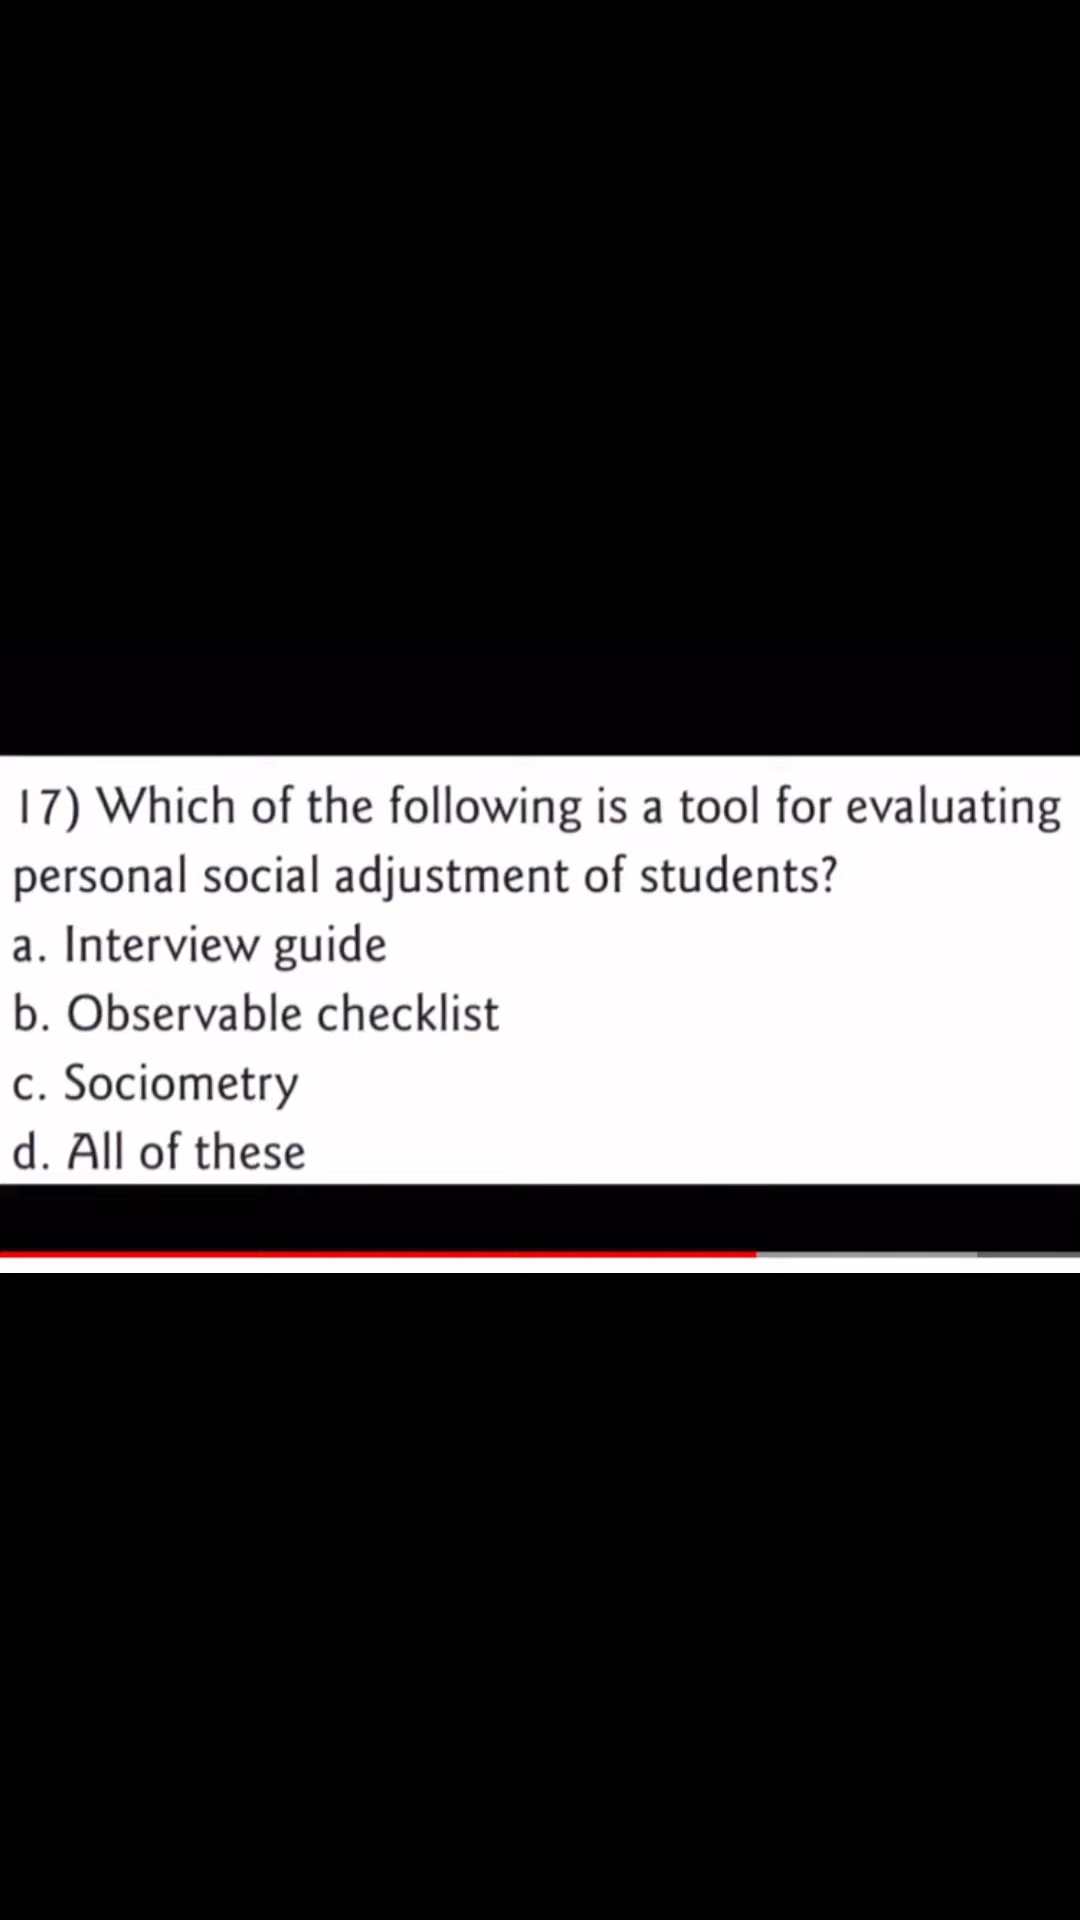 17) Which of the following is a tool for evaluating
personal social adjustment of students?
a. Interview guide
b. Observable checklist
c. Sociometry
d. All of these